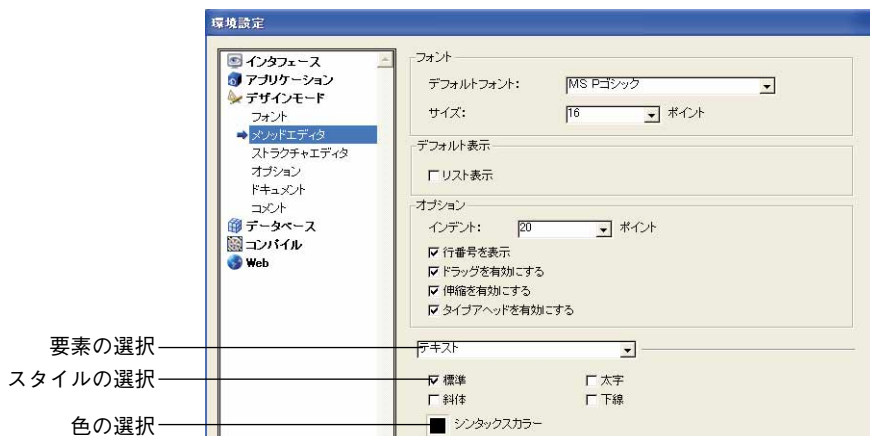 環境設定
インタフェース
アプリケーション
デザインモード
フォント
メソッドエディタ
ストラクチャエディタ
オプション
ドキュメント
コメント
データベース
コンパイル
Web
フォント
デフォルトフォント: MS Pゴシック
サイズ: 16 ポイント
デフォルト表示
リスト表示
オプション
インデント: 20 ポイント
行番号を表示
ドラッグを有効にする
伸縮を有効にする
タイプアヘッドを有効にする
要素の選択 テキスト
スタイルの選択 標準 太字
斜体 下線
色の選択 シンタックスカラー